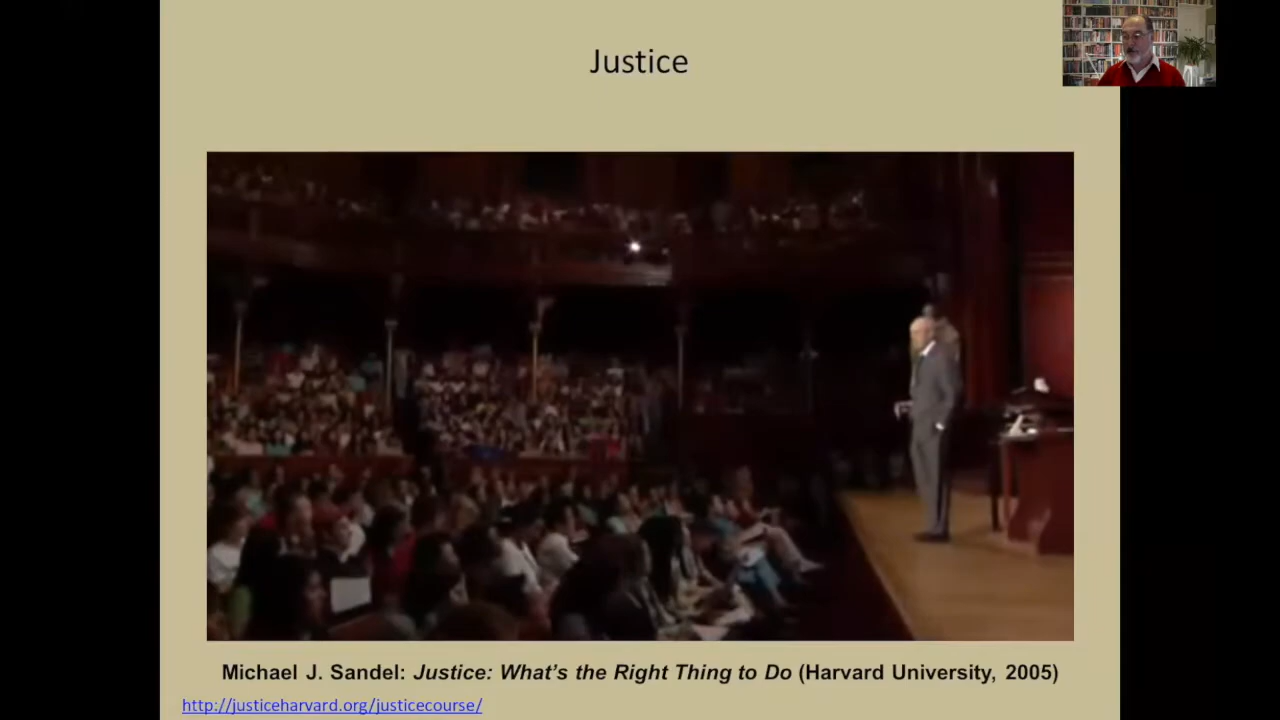 Justice
Michael J. Sandel: Justice: What's the Right Thing to Do (Harvard University, 2005)
http://justiceharvard.org/justicecourse/